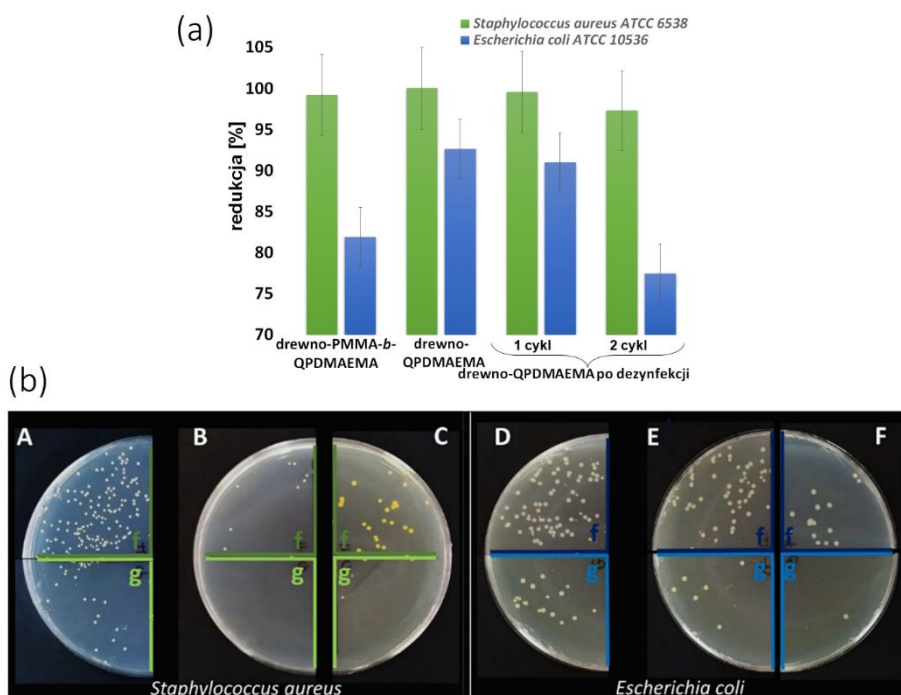 (a)
Staphylococcus aureus ATCC 6538
Escherichia coli ATCC 10536
redukcja [%]
105
100
95
90
85
80
75
70
drewno-PMMA-b-
QPDMAEMA
drewno-
QPDMAEMA
1 cykl
2 cykl
drewno-QPDMAEMA po dezynfekcji
(b)
A
B
C
D
E
F
f
f
f
f
f
f
g
g
g
g
g
g
Staphylococcus aureus
Escherichia coli